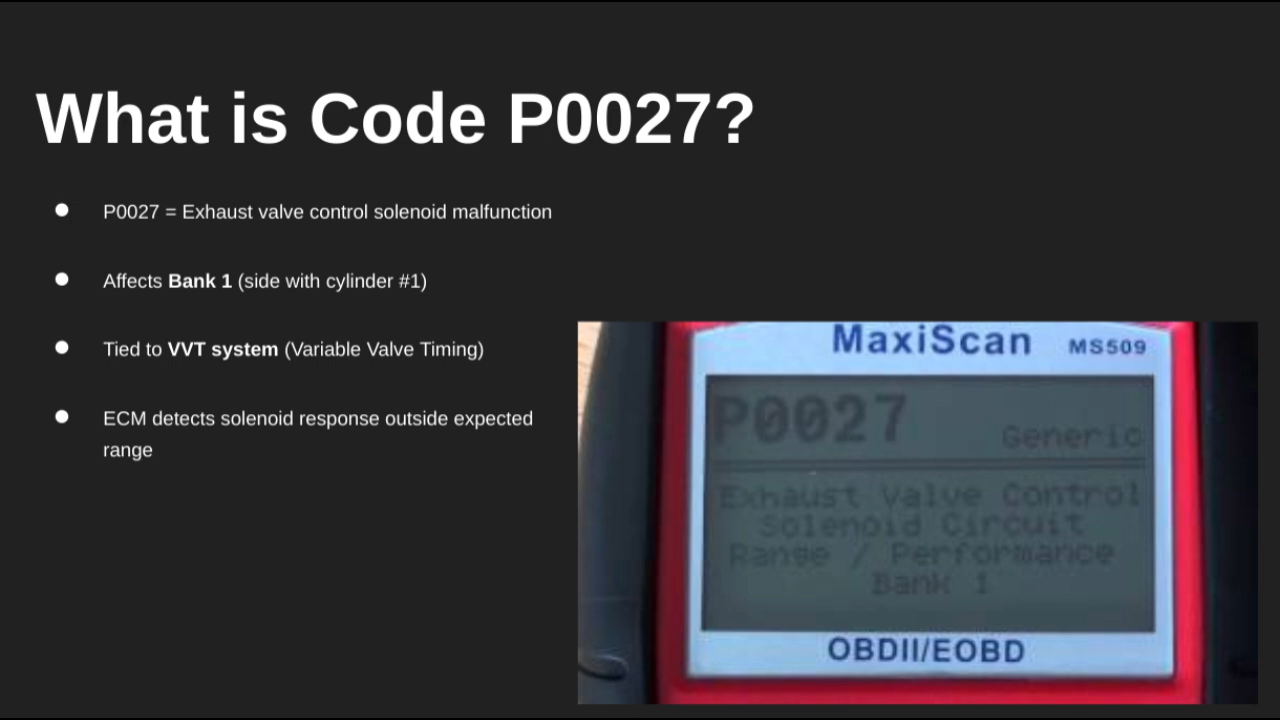 What is Code P0027?
P0027 = Exhaust valve control solenoid malfunction
Affects Bank 1 (side with cylinder #1)
Tied to VVT system (Variable Valve Timing)
ECM detects solenoid response outside expected
range
MaxiScan MS509
P0027 Generic
Exhaust Valve Control
Solenoid Circuit
Range / Performance
Bank 1
OBDII/EOBD